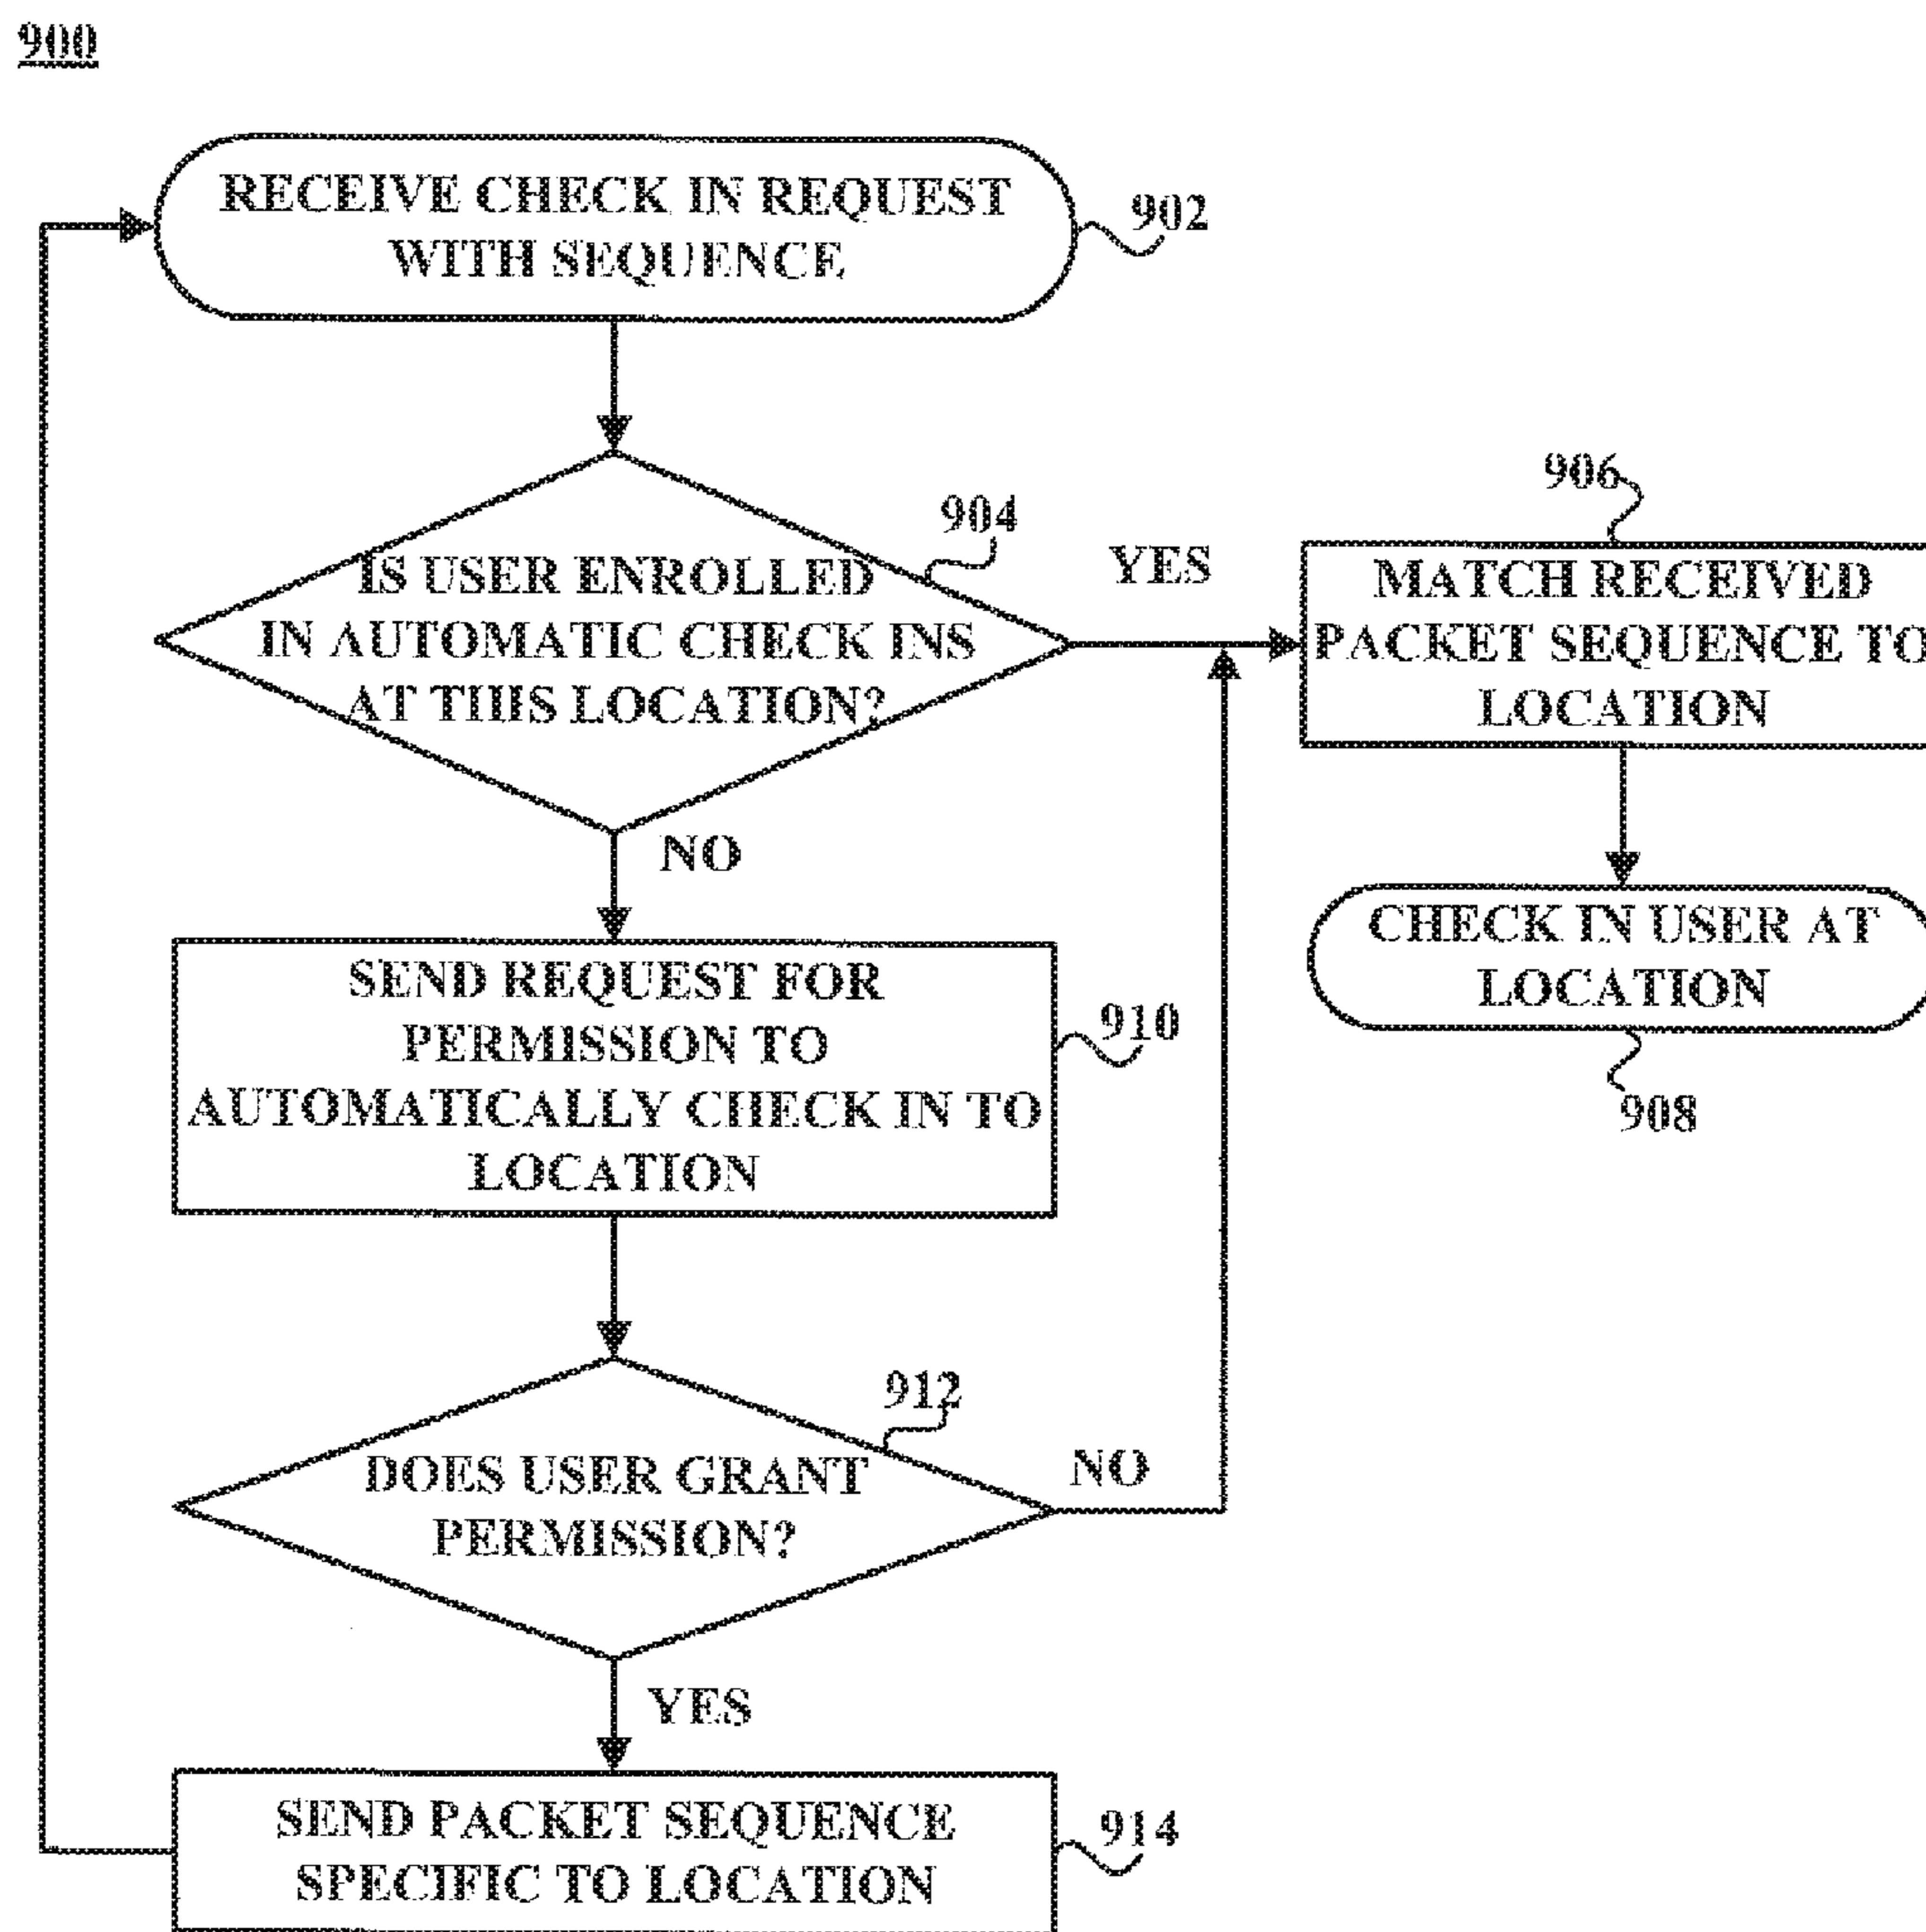 900
RECEIVE CHECK IN REQUEST
WITH SEQUENCE
902
904
IS USER ENROLLED
IN AUTOMATIC CHECK INS
AT THIS LOCATION?
YES
906
MATCH RECEIVED
PACKET SEQUENCE TO
LOCATION
NO
CHECK IN USER AT
LOCATION
908
SEND REQUEST FOR
PERMISSION TO
AUTOMATICALLY CHECK IN TO
LOCATION
910
912
DOES USER GRANT
PERMISSION?
NO
YES
SEND PACKET SEQUENCE
SPECIFIC TO LOCATION
914